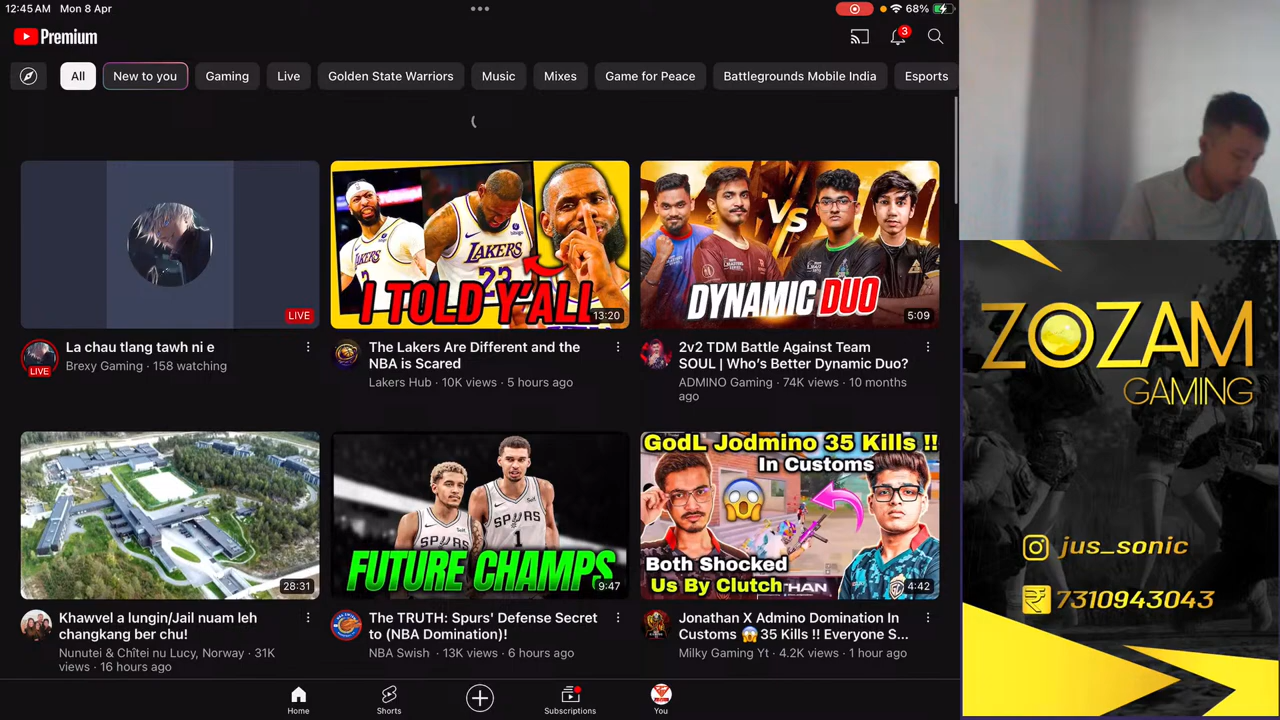 12:45 AM Mon 8 Apr
68%
Premium
3
All
New to you
Gaming
Live
Golden State Warriors
Music
Mixes
Game for Peace
Battlegrounds Mobile India
Esports
LIVE
LAKERS
I TOLD Y'ALL
13:20
VS
DYNAMIC DUO
5:09
LIVE
La chau tlang tawh ni e
Brexy Gaming · 158 watching
The Lakers Are Different and the
NBA is Scared
Lakers Hub · 10K views · 5 hours ago
2v2 TDM Battle Against Team
SOUL | Who's Better Dynamic Duo?
ADMINO Gaming · 74K views · 10 months
ago
28:31
SPURS
SPURS
1
FUTURE CHAMPS
9:47
GodL Jodmino 35 Kills !!
In Customs
Both Shocked
Us By Clutch
4:42
Khawvel a lungin/Jail nuam leh
changkang ber chu!
Nunutei & Chîtei nu Lucy, Norway · 31K
views · 16 hours ago
The TRUTH: Spurs' Defense Secret
to (NBA Domination)!
NBA Swish · 13K views · 6 hours ago
Jonathan X Admino Domination In
Customs 😱 35 Kills !! Everyone S...
Milky Gaming Yt · 4.2K views · 1 hour ago
Home
Shorts
Subscriptions
You
ZOZAM
GAMING
jus_sonic
₹ 7310943043